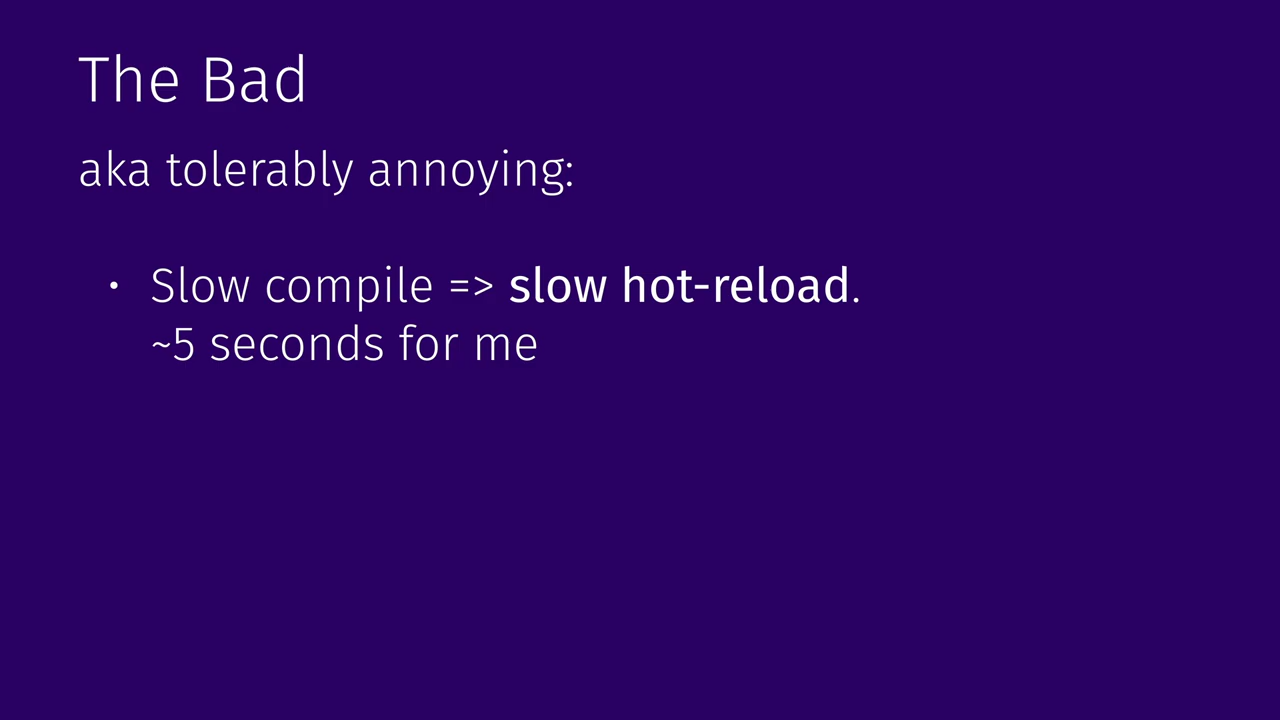 The Bad
aka tolerably annoying:
• Slow compile => slow hot-reload.
~5 seconds for me